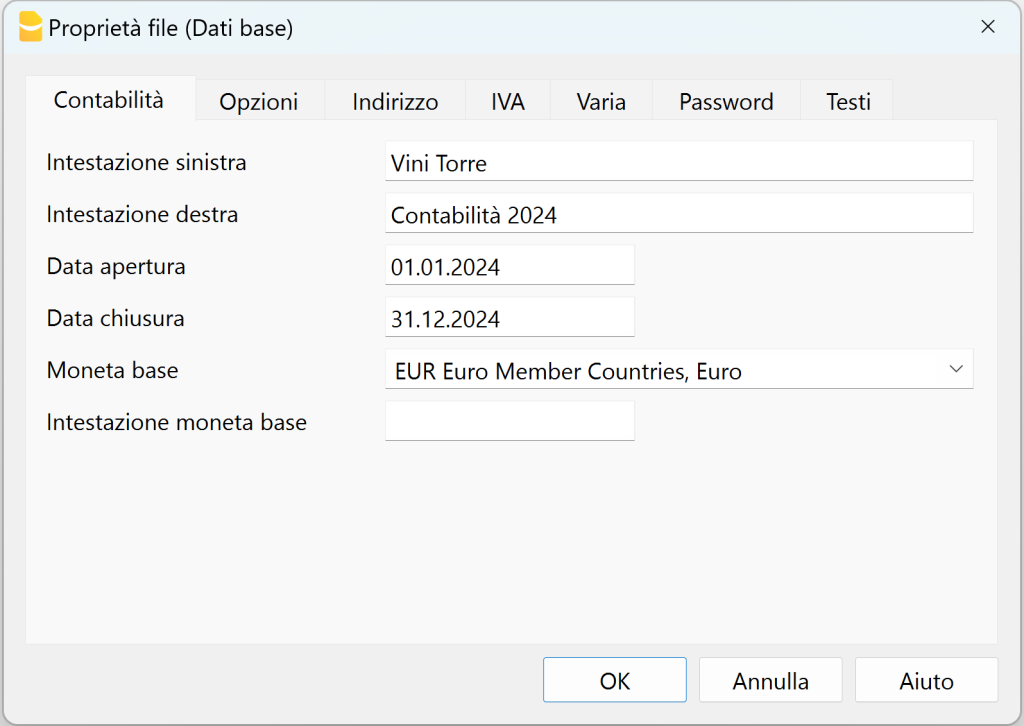 Proprietà file (Dati base)
Contabilità Opzioni Indirizzo IVA Varia Password Testi
Intestazione sinistra Vini Torre
Intestazione destra Contabilità 2024
Data apertura 01.01.2024
Data chiusura 31.12.2024
Moneta base EUR Euro Member Countries, Euro
Intestazione moneta base
OK Annulla Aiuto